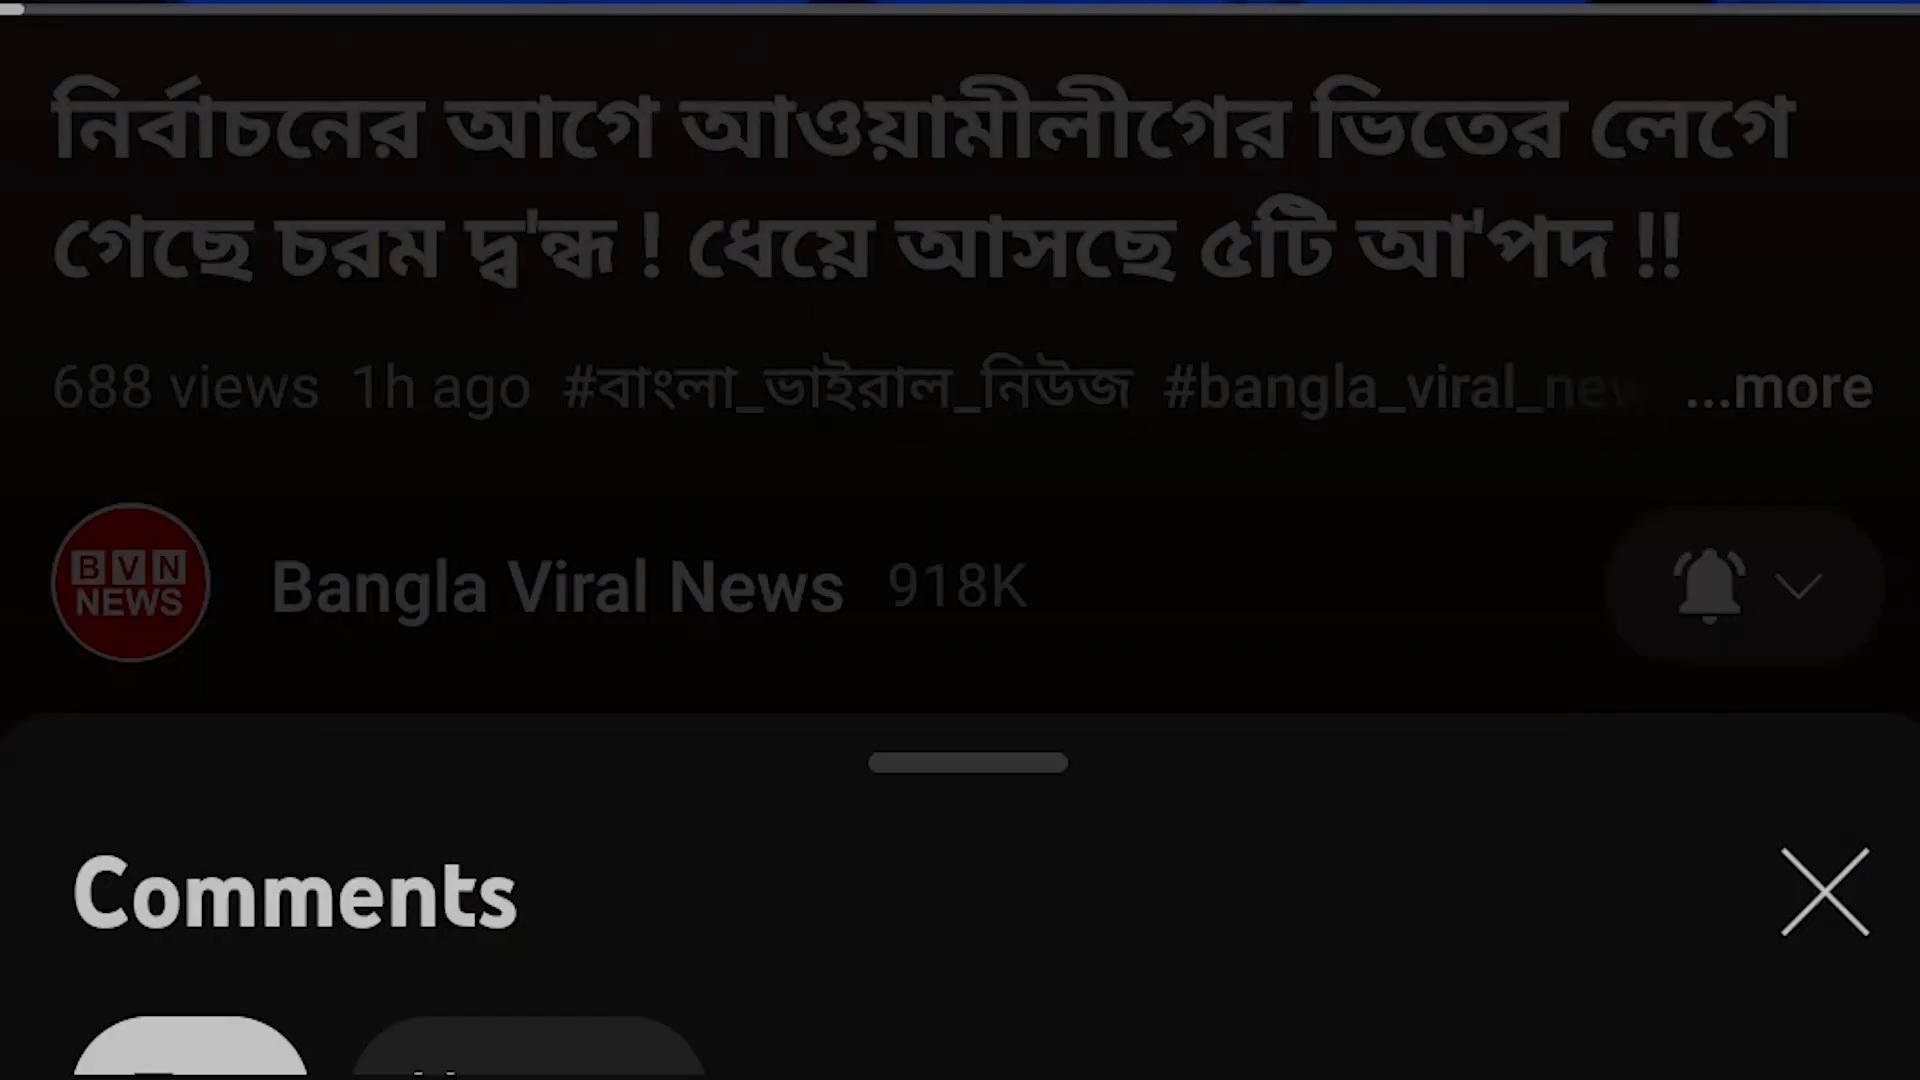 নির্বাচনের আগে আওয়ামীলীগের ভিতের লেগে
গেছে চরম দ্ব'ন্ধ ! ধেয়ে আসছে ৫টি আ'পদ !!
688 views 1h ago #বাংলা_ভাইরাল_নিউজ #bangla_viral_new ...more
BVN
NEWS
Bangla Viral News 918K
Comments